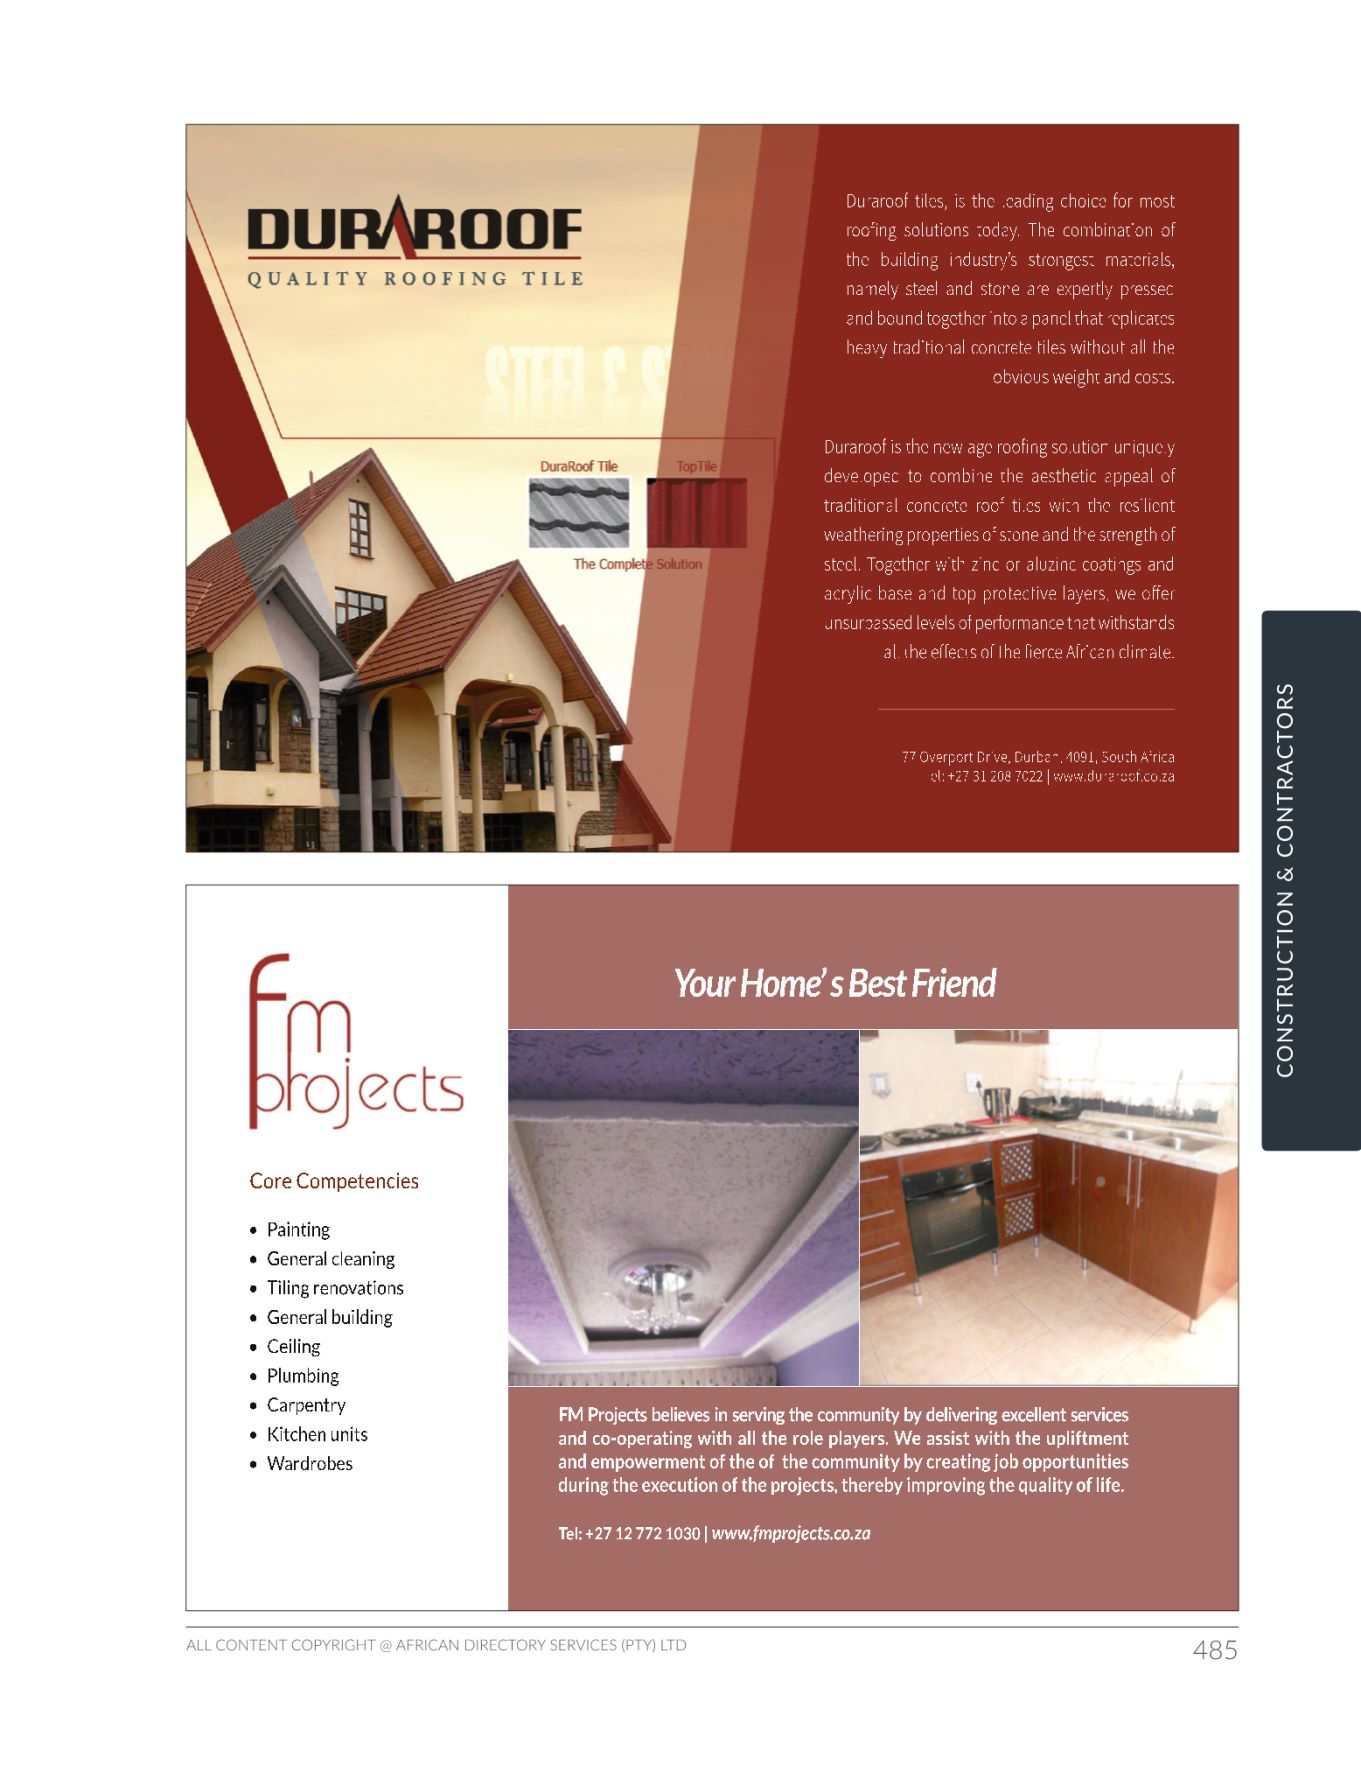 DURAROOF
QUALITY ROOFING TILE
STEEL & S
DuraRoof Tile
TopTile
The Complete Solution
Duraroof tiles, is the leading choice for most
roofing solutions today. The combination of
the building industry's strongest materials,
namely steel and stone are expertly pressed
and bound together into a panel that replicates
heavy traditional concrete tiles without all the
obvious weight and costs.
Duraroof is the new age roofing solution uniquely
developed to combine the aesthetic appeal of
traditional concrete roof tiles with the resilient
weathering properties of stone and the strength of
steel. Together with zinc or aluzinc coatings and
acrylic base and top protective layers, we offer
unsurpassed levels of performance that withstands
all the effects of the fierce African climate.
77 Overport Drive, Durban, 4091, South Africa
el: +27 31 208 7022 | www.duraroof.co.za
CONSTRUCTION & CONTRACTORS
fm
projects
Core Competencies
• Painting
• General cleaning
• Tiling renovations
• General building
• Ceiling
• Plumbing
• Carpentry
• Kitchen units
• Wardrobes
Your Home' s Best Friend
FM Projects believes in serving the community by delivering excellent services
and co-operating with all the role players. We assist with the upliftment
and empowerment of the of the community by creating job opportunities
during the execution of the projects, thereby improving the quality of life.
Tel: +27 12 772 1030 | www.fmprojects.co.za
ALL CONTENT COPYRIGHT @ AFRICAN DIRECTORY SERVICES (PTY) LTD
485